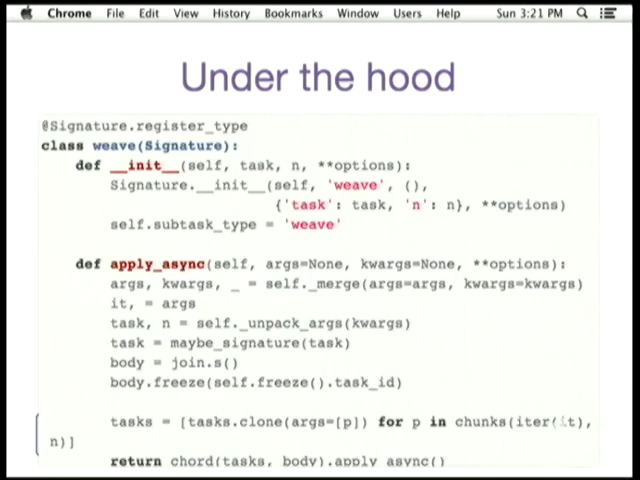 Chrome File Edit View History Bookmarks Window Users Help Sun 3:21 PM
Under the hood
@Signature.register_type
class weave(Signature):
def __init__(self, task, n, **options):
Signature.__init__(self, 'weave', (),
{'task': task, 'n': n}, **options)
self.subtask_type = 'weave'
def apply_async(self, args=None, kwargs=None, **options):
args, kwargs, _ = self._merge(args=args, kwargs=kwargs)
it, = args
task, n = self._unpack_args(kwargs)
task = maybe_signature(task)
body = join.s()
body.freeze(self.freeze().task_id)
tasks = [tasks.clone(args=[p]) for p in chunks(iter(it),
n)]
return chord(tasks, body).apply_async()